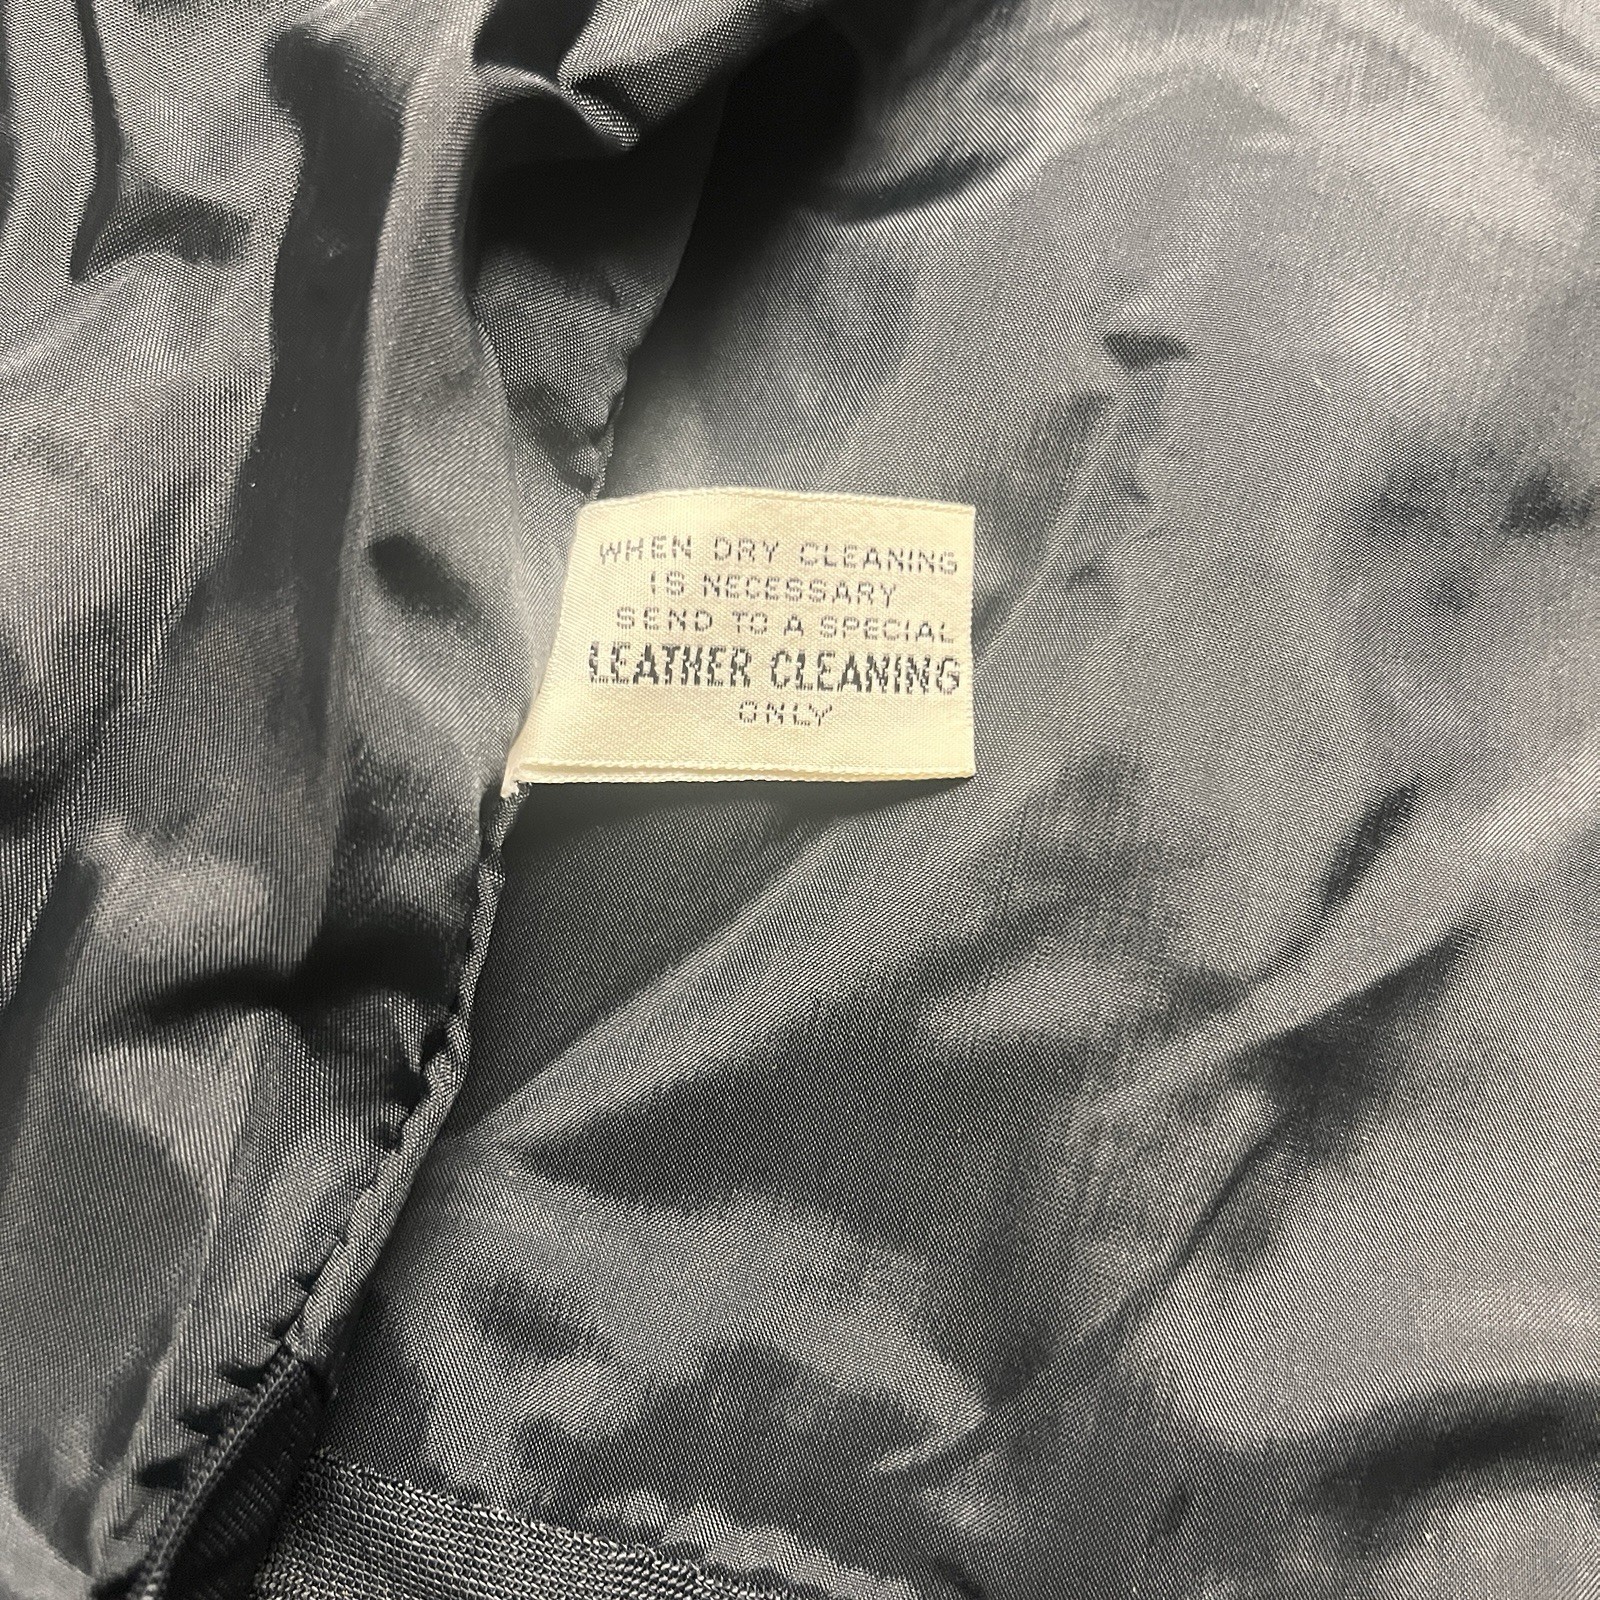 WHEN DRY CLEANING
IS NECESSARY
SEND TO A SPECIAL
LEATHER CLEANING
ONLY